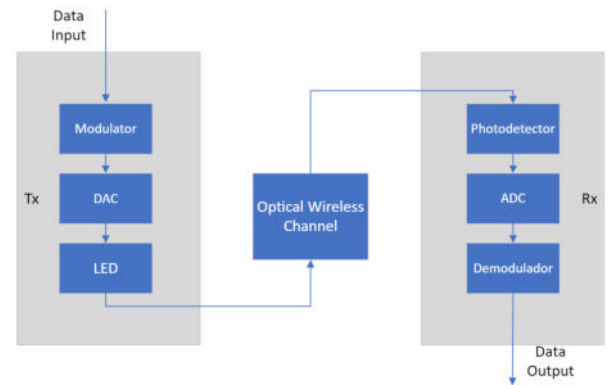 Data
Input
Modulator
Tx
DAC
LED
Optical Wireless
Channel
Photodetector
ADC
Rx
Demodulador
Data
Output